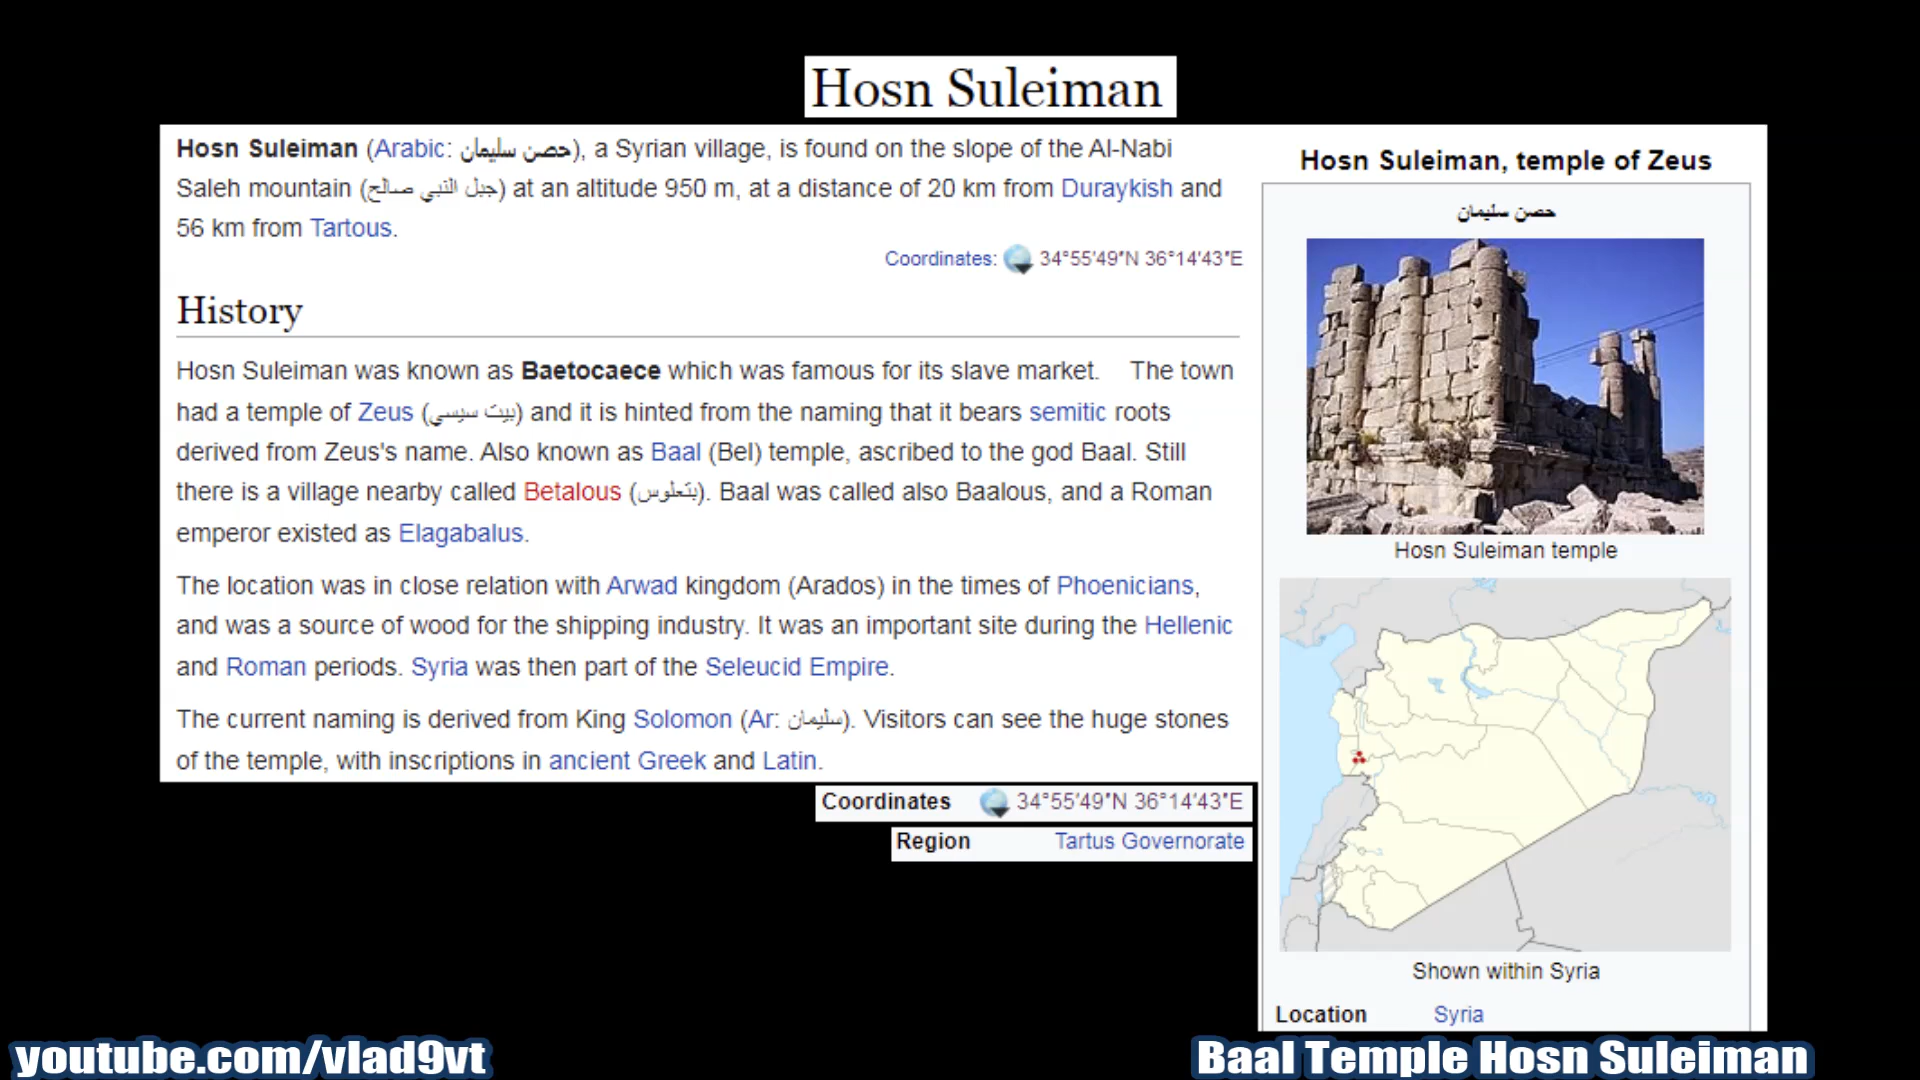 Hosn Suleiman
Hosn Suleiman (Arabic: حصن سليمان), a Syrian village, is found on the slope of the Al-Nabi
Saleh mountain (جبل النبي صالح) at an altitude 950 m, at a distance of 20 km from Duraykish and
56 km from Tartous.
Coordinates: 34°55′49″N 36°14′43″E
History
Hosn Suleiman was known as Baetocaece which was famous for its slave market. The town
had a temple of Zeus (بيت سيسي) and it is hinted from the naming that it bears semitic roots
derived from Zeus's name. Also known as Baal (Bel) temple, ascribed to the god Baal. Still
there is a village nearby called Betalous (بتعلوس). Baal was called also Baalous, and a Roman
emperor existed as Elagabalus.
The location was in close relation with Arwad kingdom (Arados) in the times of Phoenicians,
and was a source of wood for the shipping industry. It was an important site during the Hellenic
and Roman periods. Syria was then part of the Seleucid Empire.
The current naming is derived from King Solomon (Ar: سليمان). Visitors can see the huge stones
of the temple, with inscriptions in ancient Greek and Latin.
Coordinates 34°55′49″N 36°14′43″E
Region Tartus Governorate
Hosn Suleiman, temple of Zeus
حصن سليمان
Hosn Suleiman temple
Shown within Syria
Location Syria
youtube.com/vlad9vt
Baal Temple Hosn Suleiman